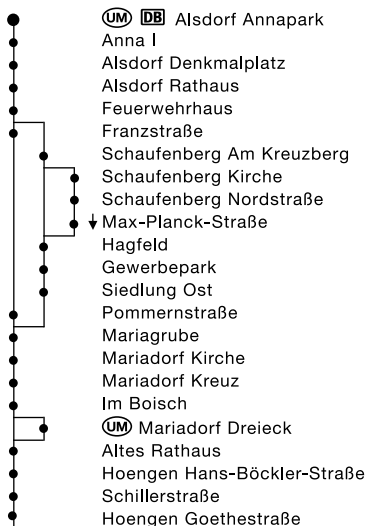 UM DB Alsdorf Annapark
Anna I
Alsdorf Denkmalplatz
Alsdorf Rathaus
Feuerwehrhaus
Franzstraße
Schaufenberg Am Kreuzberg
Schaufenberg Kirche
Schaufenberg Nordstraße
Max-Planck-Straße
Hagfeld
Gewerbepark
Siedlung Ost
Pommernstraße
Mariagrube
Mariadorf Kirche
Mariadorf Kreuz
Im Boisch
UM Mariadorf Dreieck
Altes Rathaus
Hoengen Hans-Böckler-Straße
Schillerstraße
Hoengen Goethestraße